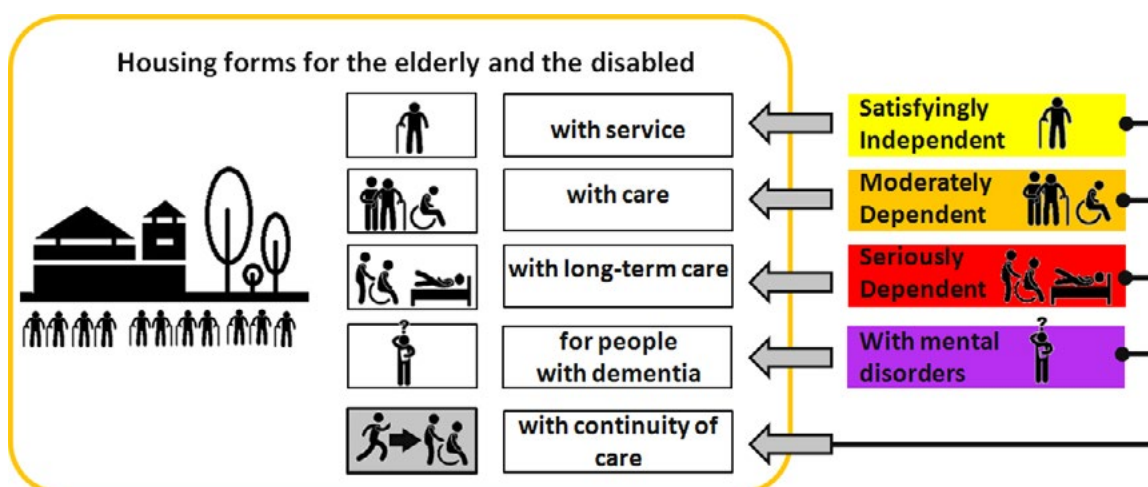 Housing forms for the elderly and the disabled
with service
Satisfyingly
Independent
with care
Moderately
Dependent
with long-term care
Seriously
Dependent
?
for people
with dementia
?
With mental
disorders
with continuity of
care